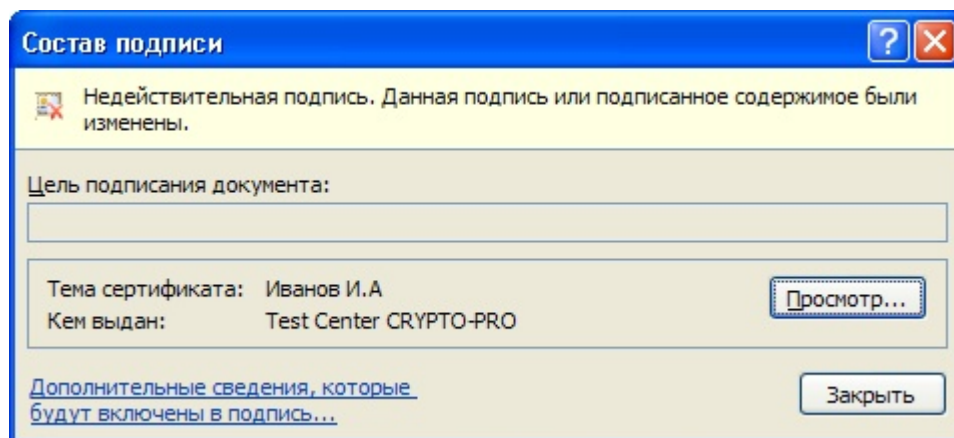 Состав подписи
Недействительная подпись. Данная подпись или подписанное содержимое были
изменены.
Цель подписания документа:
Тема сертификата: Иванов И.А
Просмотр...
Кем выдан: Test Center CRYPTO-PRO
Дополнительные сведения, которые
будут включены в подпись...
Закрыть